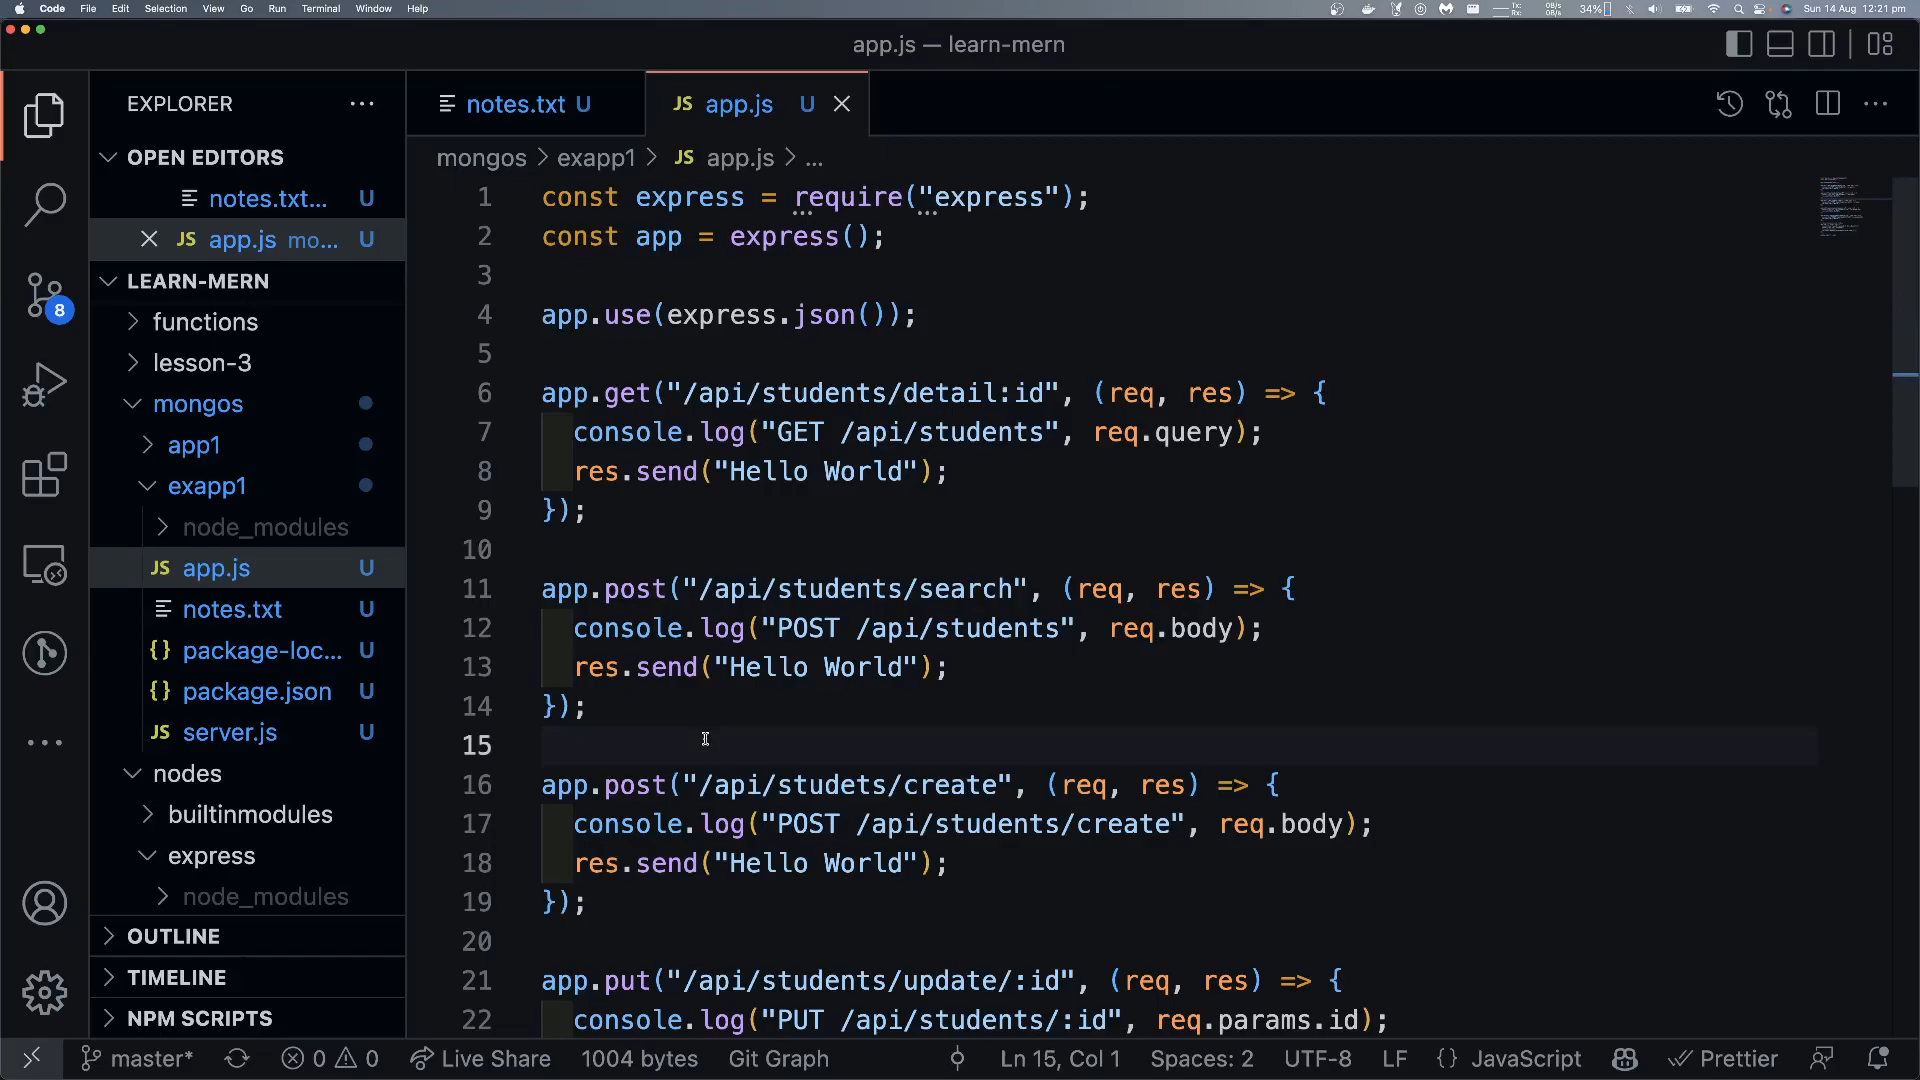 Code File Edit Selection View Go Run Terminal Window Help 34% Sun 14 Aug 12:21 pm
app.js — learn-mern
EXPLORER
notes.txt U
JS app.js U
OPEN EDITORS
notes.txt... U
JS app.js mo... U
LEARN-MERN
functions
lesson-3
mongos
app1
exapp1
node_modules
JS app.js U
notes.txt U
{} package-loc... U
{} package.json U
JS server.js U
nodes
builtinmodules
express
node_modules
OUTLINE
TIMELINE
NPM SCRIPTS
8
mongos > exapp1 > JS app.js > ...
1 const express = require("express");
2 const app = express();
3
4 app.use(express.json());
5
6 app.get("/api/students/detail:id", (req, res) => {
7 console.log("GET /api/students", req.query);
8 res.send("Hello World");
9 });
10
11 app.post("/api/students/search", (req, res) => {
12 console.log("POST /api/students", req.body);
13 res.send("Hello World");
14 });
15
16 app.post("/api/studets/create", (req, res) => {
17 console.log("POST /api/students/create", req.body);
18 res.send("Hello World");
19 });
20
21 app.put("/api/students/update/:id", (req, res) => {
22 console.log("PUT /api/students/:id", req.params.id);
master* 0 0 Live Share 1004 bytes Git Graph Ln 15, Col 1 Spaces: 2 UTF-8 LF {} JavaScript Prettier